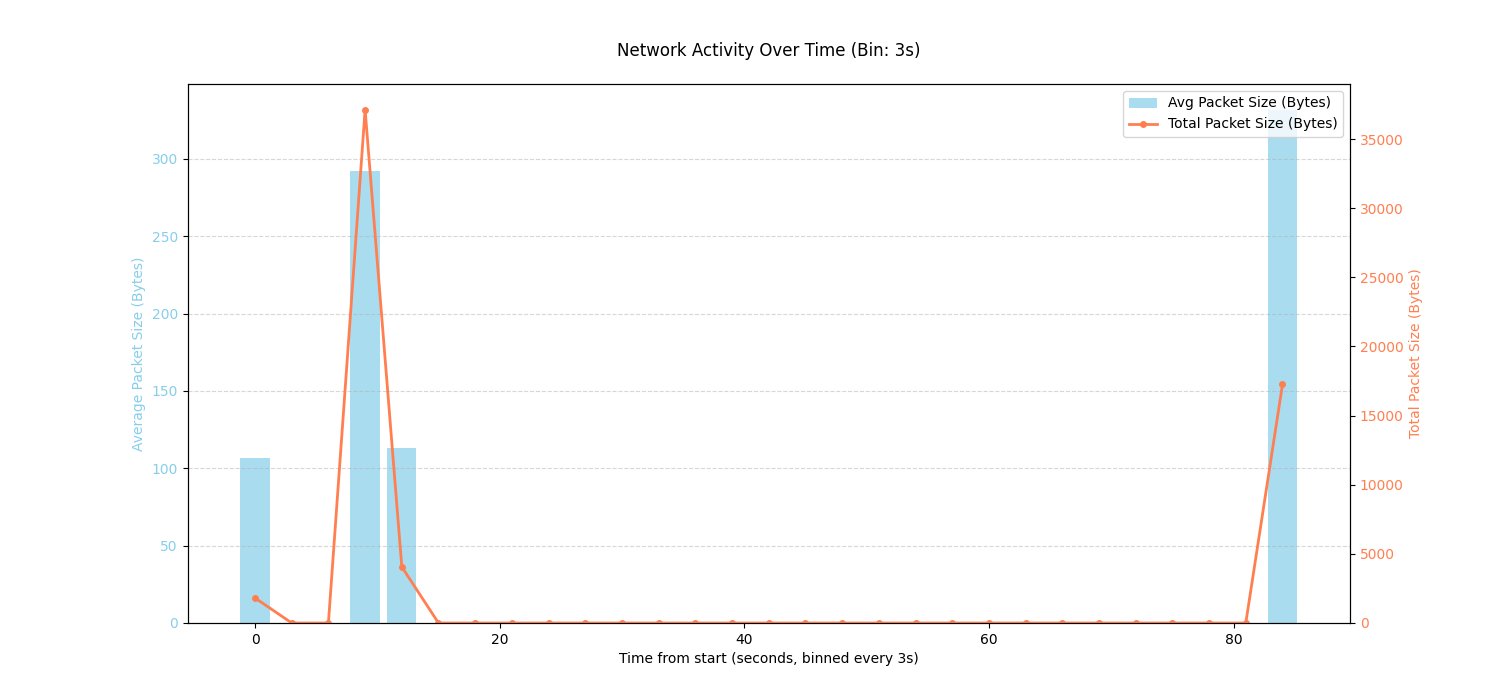 Network Activity Over Time (Bin: 3s)
Avg Packet Size (Bytes)
Total Packet Size (Bytes)
Average Packet Size (Bytes)
300
250
200
150
100
50
0
35000
30000
25000
20000
15000
10000
5000
0
Total Packet Size (Bytes)
0 20 40 60 80
Time from start (seconds, binned every 3s)